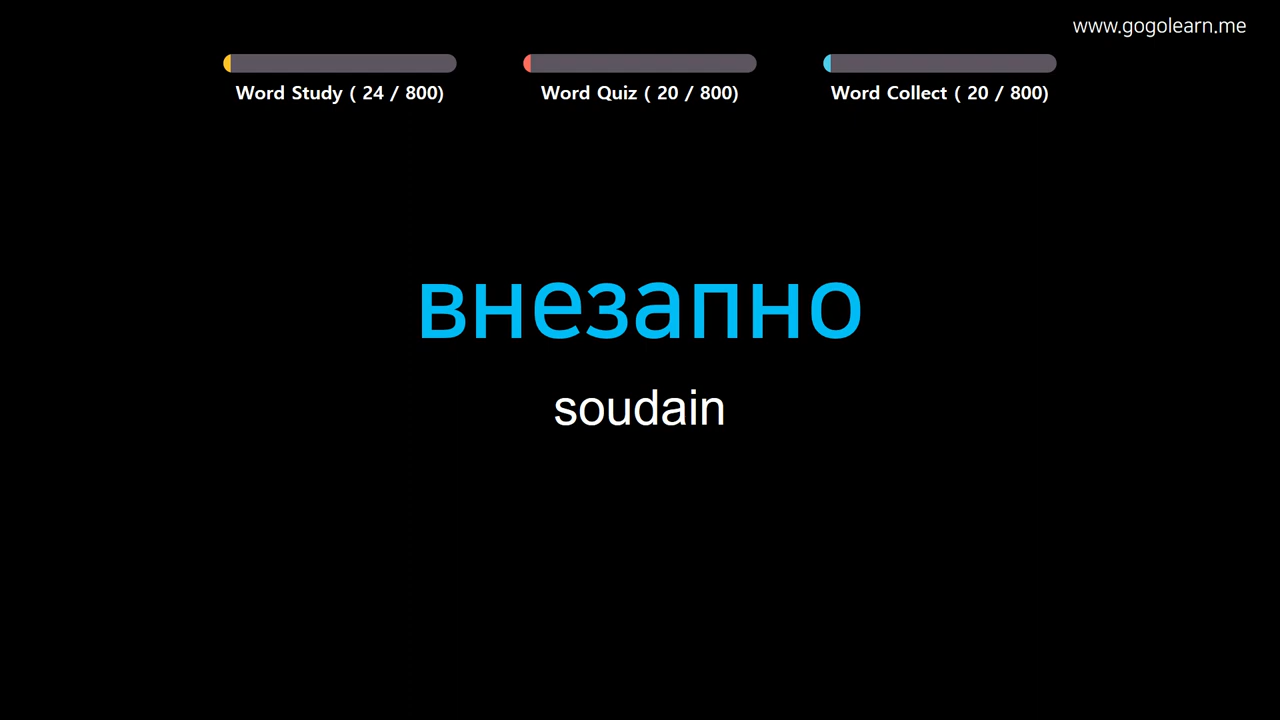 www.gogolearn.me
Word Study ( 24 / 800)
Word Quiz ( 20 / 800)
Word Collect ( 20 / 800)
внезапно
soudain